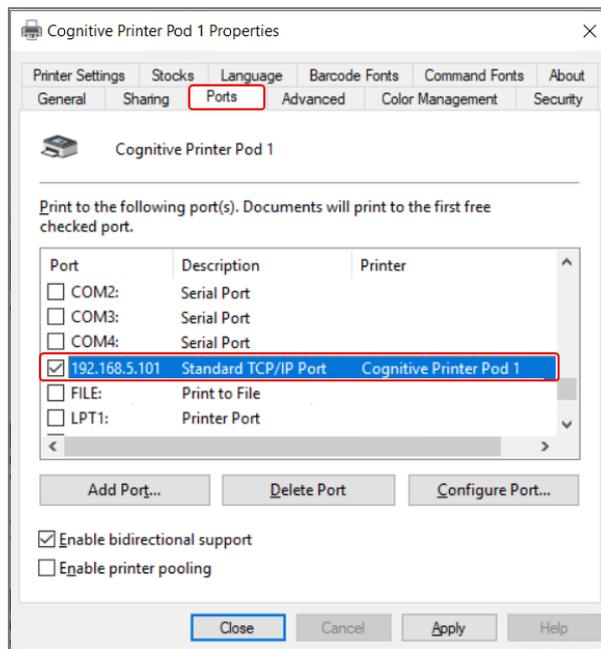 Cognitive Printer Pod 1 Properties
Printer Settings Stocks Language Barcode Fonts Command Fonts About
General Sharing Ports Advanced Color Management Security
Cognitive Printer Pod 1
Print to the following port(s). Documents will print to the first free
checked port.
Port Description Printer
COM2: Serial Port
COM3: Serial Port
COM4: Serial Port
192.168.5.101 Standard TCP/IP Port Cognitive Printer Pod 1
FILE: Print to File
LPT1: Printer Port
Add Port... Delete Port Configure Port...
Enable bidirectional support
Enable printer pooling
Close Cancel Apply Help